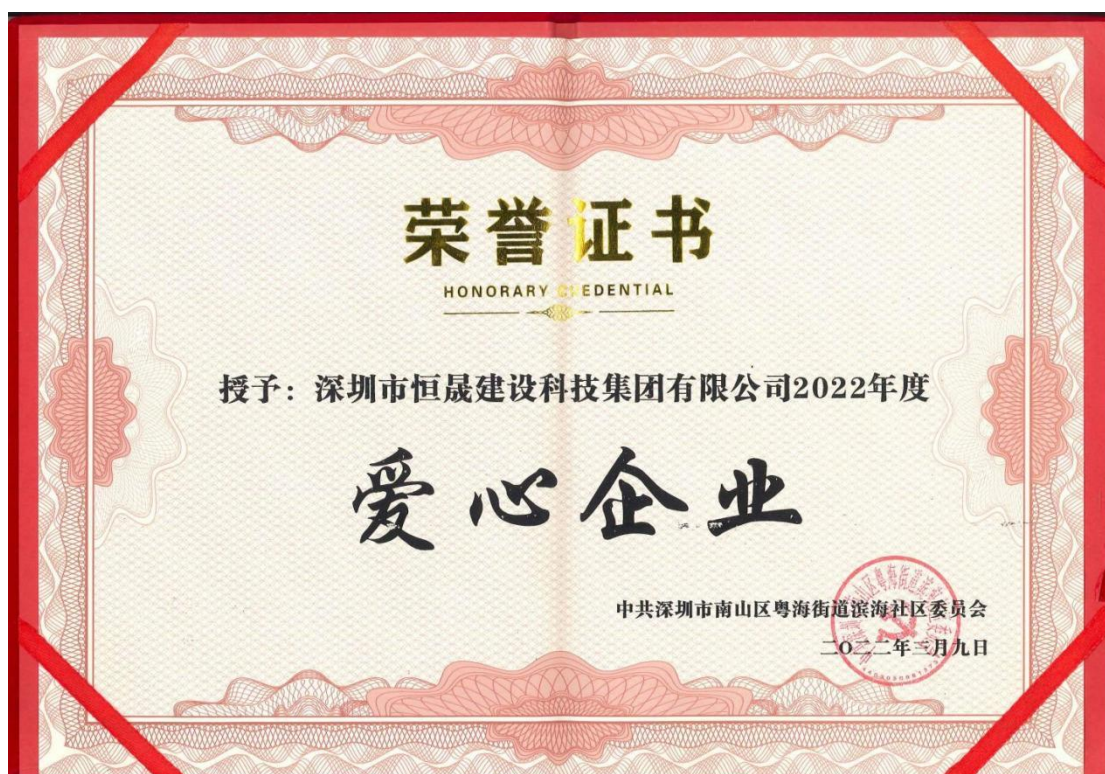 荣誉证书
HONORARY CREDENTIAL
授予：深圳市恒晟建设科技集团有限公司2022年度
爱心企业
中共深圳市南山区粤海街道滨海社区委员会
二〇二二年三月九日